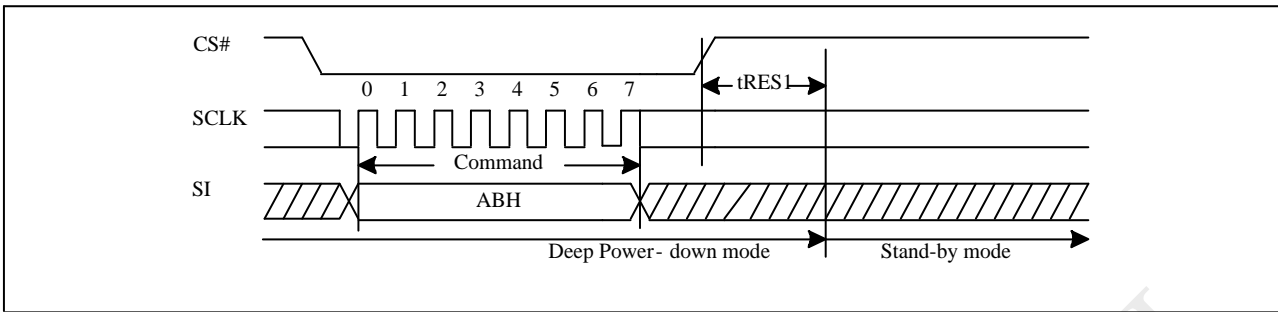 CS#
tRES1
0 1 2 3 4 5 6 7
SCLK
Command
SI
ABH
Deep Power- down mode
Stand-by mode